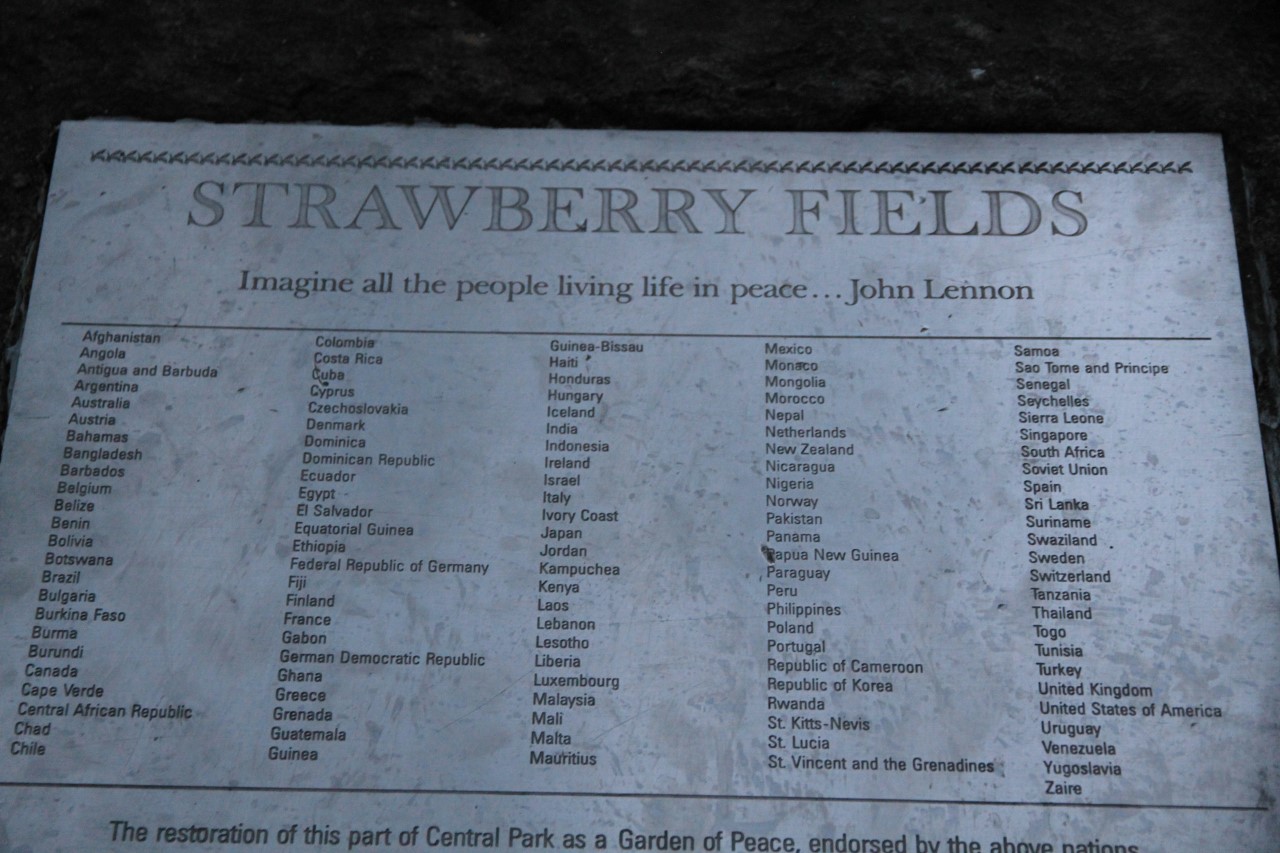 STRAWBERRY FIELDS
Imagine all the people living life in peace...John Lennon
Afghanistan
Angola
Antigua and Barbuda
Argentina
Australia
Austria
Bahamas
Bangladesh
Barbados
Belgium
Belize
Benin
Bolivia
Botswana
Brazil
Bulgaria
Burkina Faso
Burma
Burundi
Canada
Cape Verde
Central African Republic
Chad
Chile
Colombia
Costa Rica
Cuba
Cyprus
Czechoslovakia
Denmark
Dominica
Dominican Republic
Ecuador
Egypt
El Salvador
Equatorial Guinea
Ethiopia
Federal Republic of Germany
Fiji
Finland
France
Gabon
German Democratic Republic
Ghana
Greece
Grenada
Guatemala
Guinea
Guinea-Bissau
Haiti
Honduras
Hungary
Iceland
India
Indonesia
Ireland
Israel
Italy
Ivory Coast
Japan
Jordan
Kampuchea
Kenya
Laos
Lebanon
Lesotho
Liberia
Luxembourg
Malaysia
Mali
Malta
Mauritius
Mexico
Monaco
Mongolia
Morocco
Nepal
Netherlands
New Zealand
Nicaragua
Nigeria
Norway
Pakistan
Panama
Papua New Guinea
Paraguay
Peru
Philippines
Poland
Portugal
Republic of Cameroon
Republic of Korea
Rwanda
St. Kitts-Nevis
St. Lucia
St. Vincent and the Grenadines
Samoa
Sao Tome and Principe
Senegal
Seychelles
Sierra Leone
Singapore
South Africa
Soviet Union
Spain
Sri Lanka
Suriname
Swaziland
Sweden
Switzerland
Tanzania
Thailand
Togo
Tunisia
Turkey
United Kingdom
United States of America
Uruguay
Venezuela
Yugoslavia
Zaire
The restoration of this part of Central Park as a Garden of Peace, endorsed by the above nations